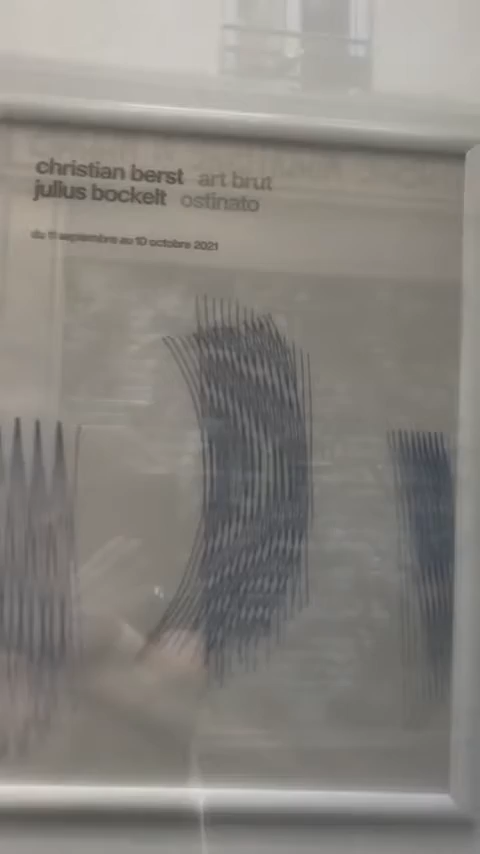 christian berst art brut
julius bockelt ostinato
du 11 septembre au 10 octobre 2021